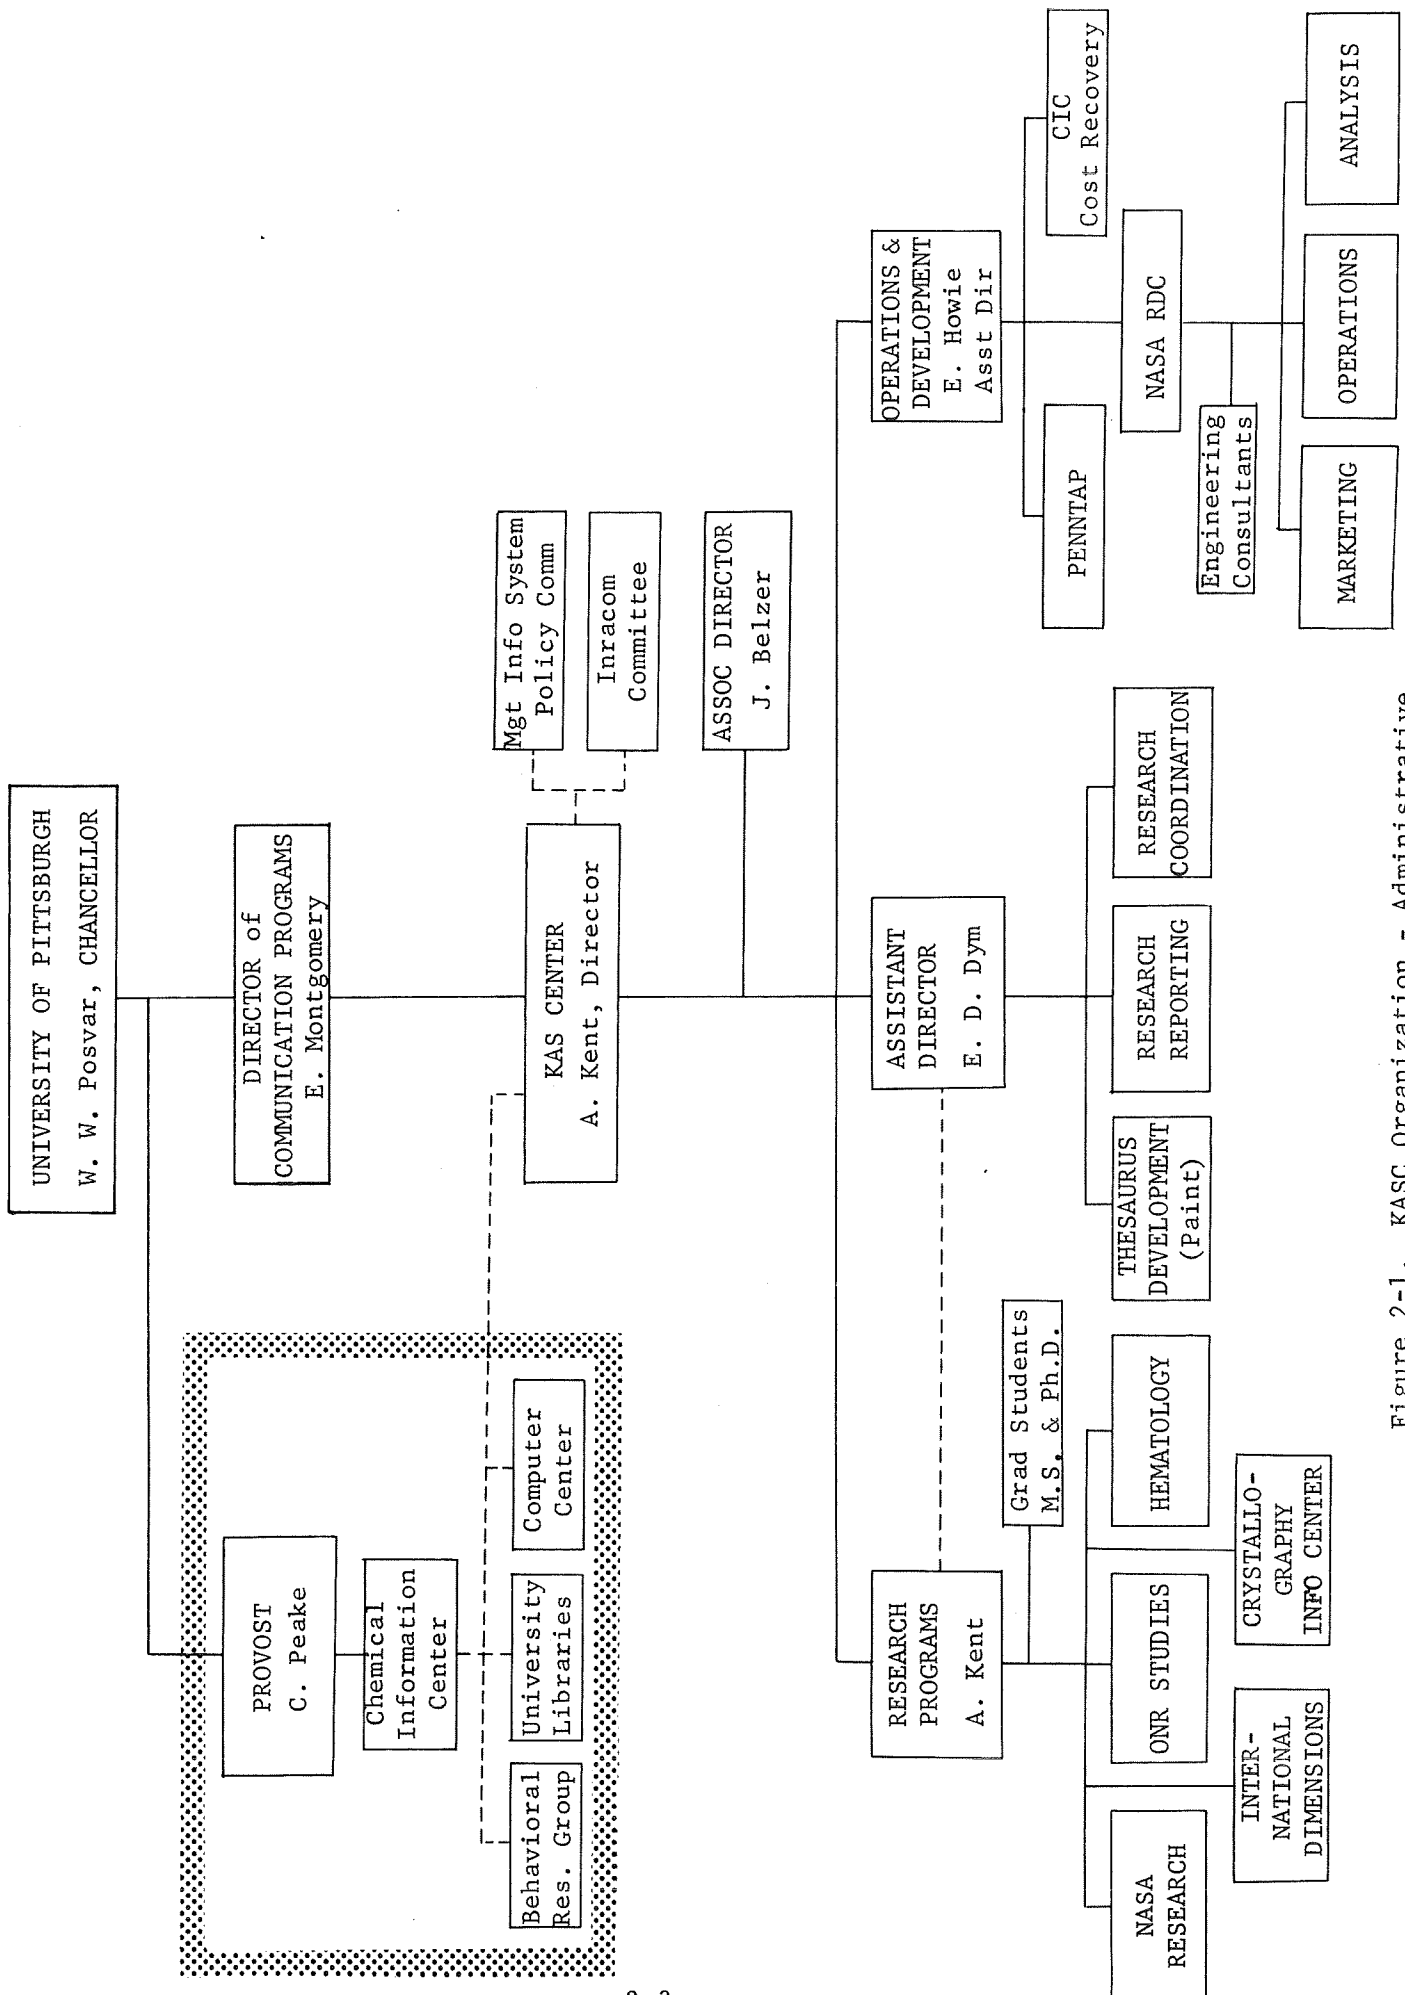 UNIVERSITY OF PITTSBURGH
W. W. Posvar, CHANCELLOR
DIRECTOR of
COMMUNICATION PROGRAMS
E. Montgomery
PROVOST
C. Peake
Chemical
Information
Center
Behavioral
Res. Group
University
Libraries
Computer
Center
KAS CENTER
A. Kent, Director
Mgt Info System
Policy Comm
Inracom
Committee
ASSOC DIRECTOR
J. Belzer
RESEARCH
PROGRAMS
A. Kent
ASSISTANT
DIRECTOR
E. D. Dym
OPERATIONS &
DEVELOPMENT
E. Howie
Asst Dir
Grad Students
M.S. & Ph.D.
NASA
RESEARCH
ONR STUDIES
HEMATOLOGY
INTER-
NATIONAL
DIMENSIONS
CRYSTALLO-
GRAPHY
INFO CENTER
THESAURUS
DEVELOPMENT
(Paint)
RESEARCH
REPORTING
RESEARCH
COORDINATION
PENNTAP
CIC
Cost Recovery
NASA RDC
Engineering
Consultants
MARKETING
OPERATIONS
ANALYSIS
Figure 2-1. KASC Organization - Administrative